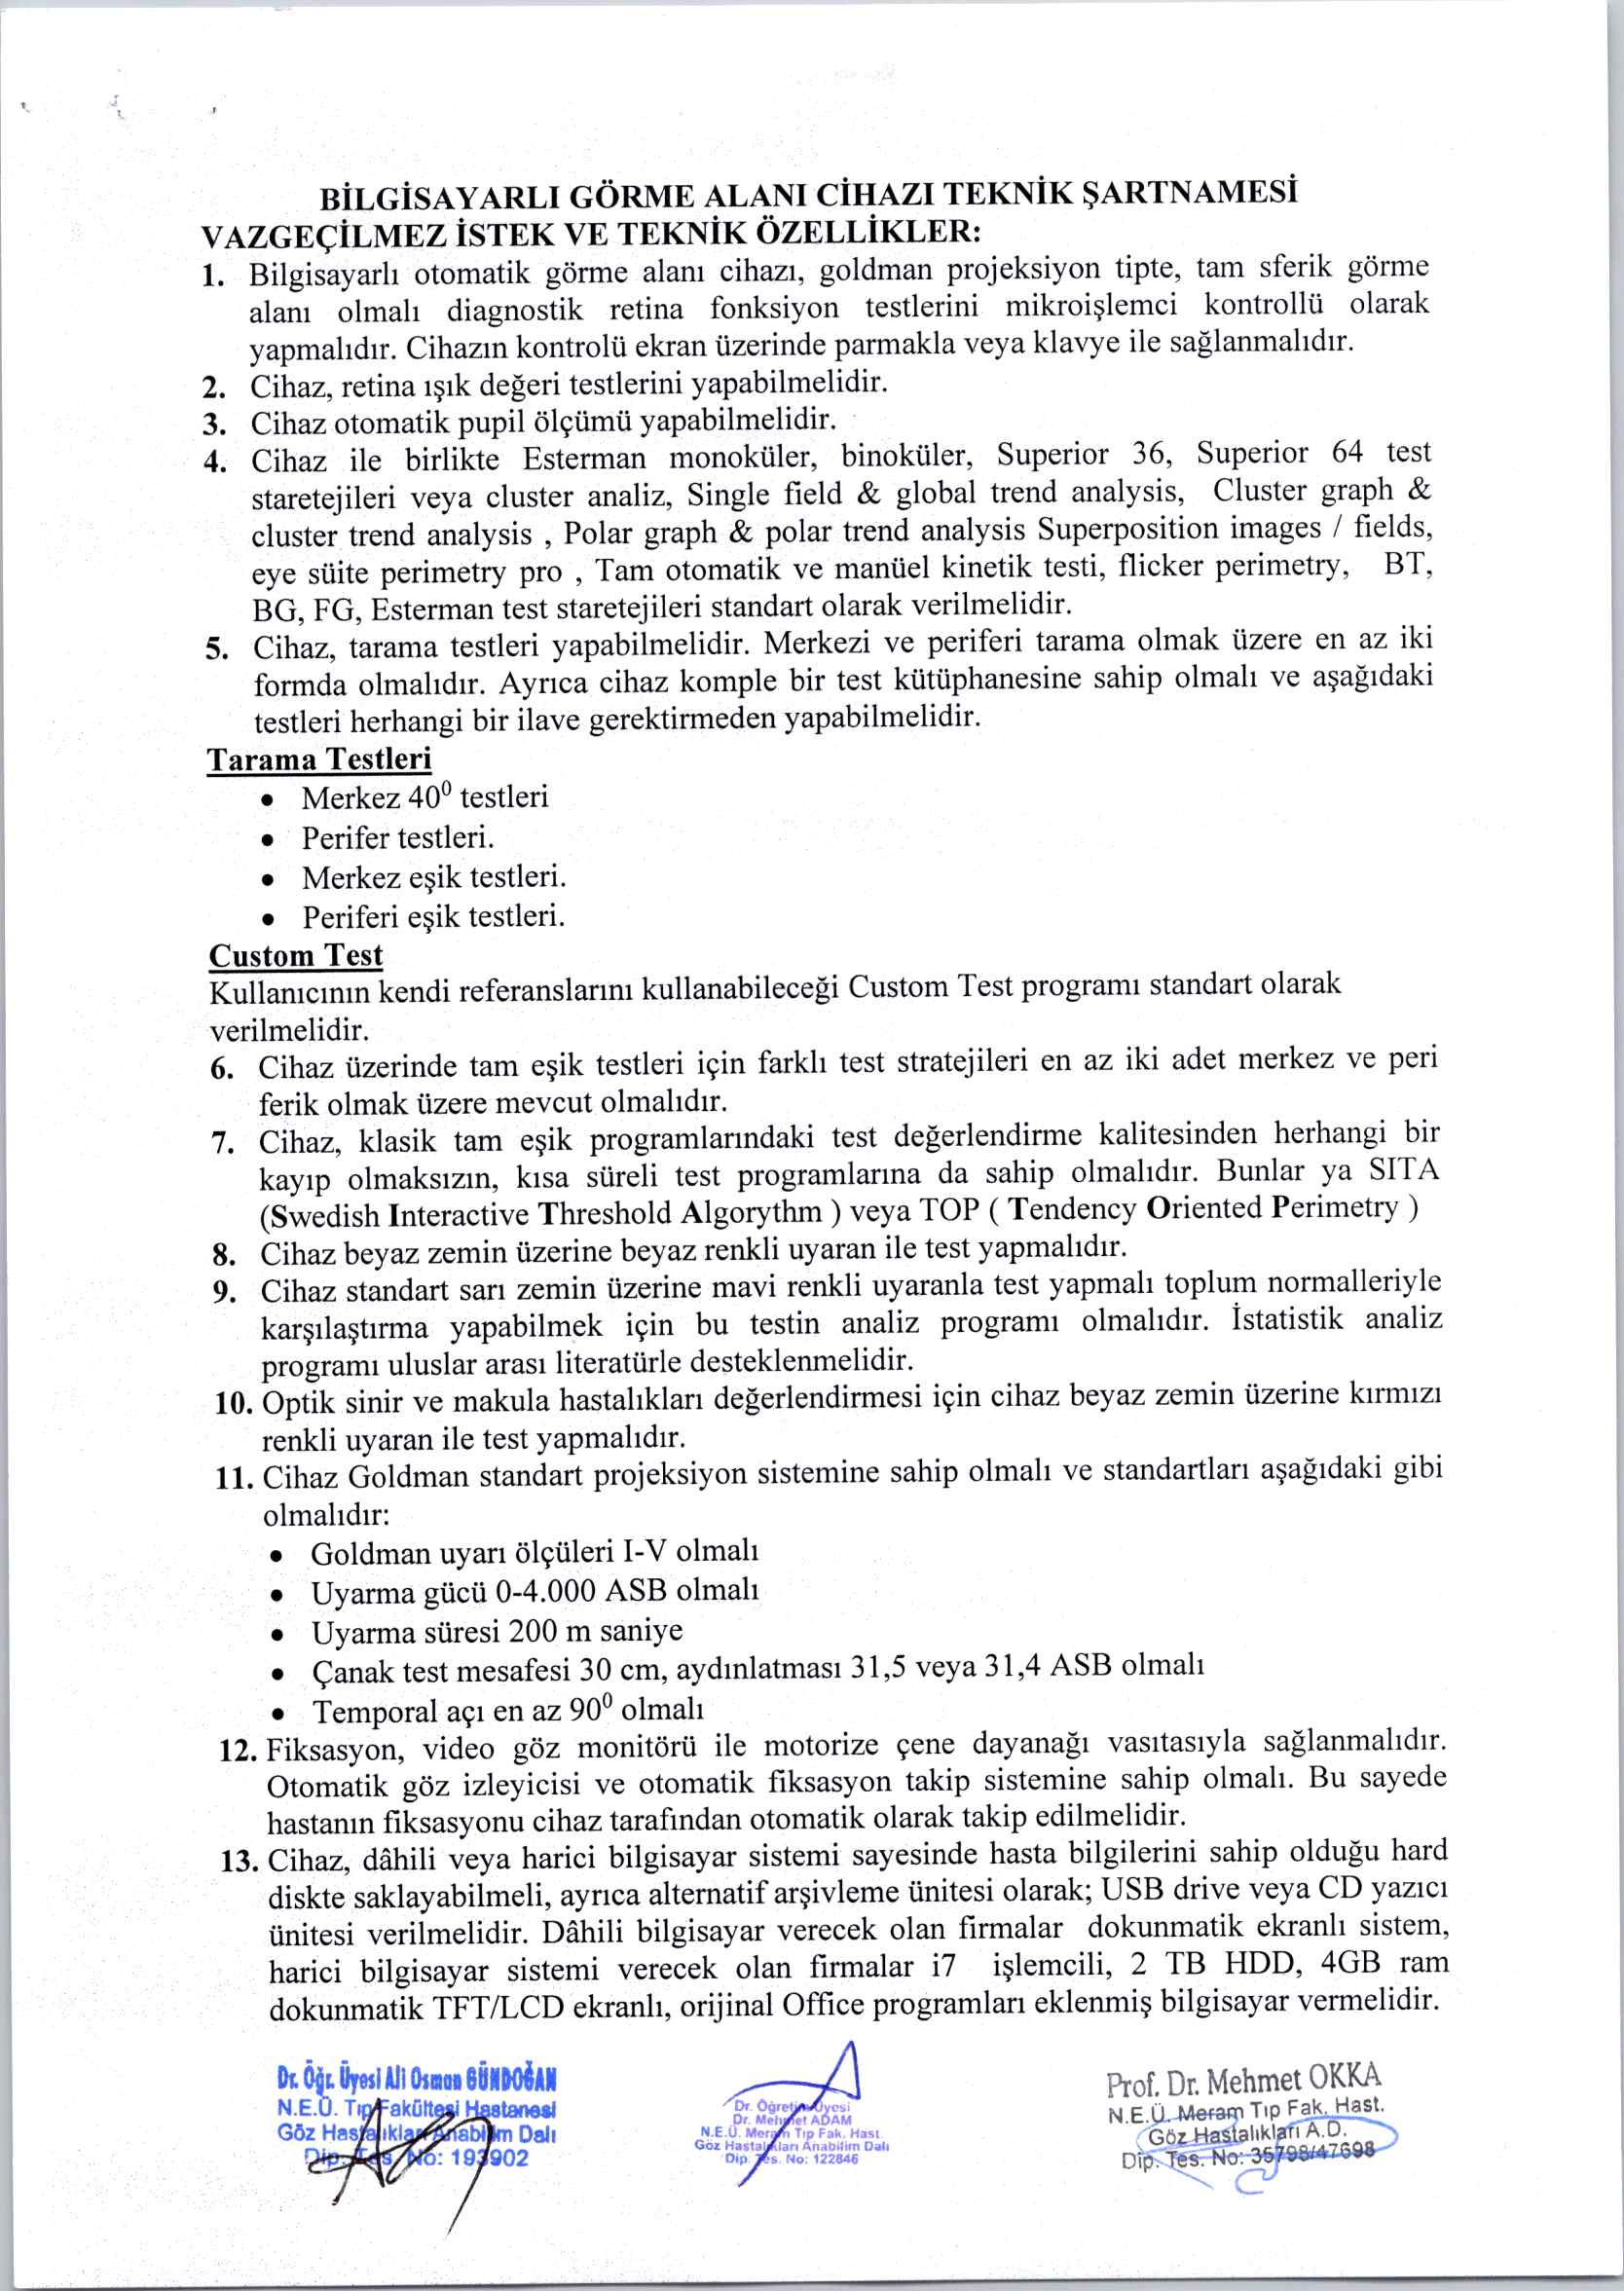 BİLGİSAYARLI GÖRME ALANI CİHAZI TEKNİK ŞARTNAMESİ
VAZGEÇİLMEZ İSTEK VE TEKNİK ÖZELLİKLER:
1. Bilgisayarlı otomatik görme alanı cihazı, goldman projeksiyon tipte, tam sferik görme
alanı olmalı diagnostik retina fonksiyon testlerini mikroişlemci kontrollü olarak
yapmalıdır. Cihazın kontrolü ekran üzerinde parmakla veya klavye ile sağlanmalıdır.
2. Cihaz, retina ışık değeri testlerini yapabilmelidir.
3. Cihaz otomatik pupil ölçümü yapabilmelidir.
4. Cihaz ile birlikte Esterman monoküler, binoküler, Superior 36, Superior 64 test
staretejileri veya cluster analiz, Single field & global trend analysis, Cluster graph &
cluster trend analysis , Polar graph & polar trend analysis Superposition images / fields,
eye süite perimetry pro , Tam otomatik ve manüel kinetik testi, flicker perimetry, BT,
BG, FG, Esterman test staretejileri standart olarak verilmelidir.
5. Cihaz, tarama testleri yapabilmelidir. Merkezi ve periferi tarama olmak üzere en az iki
formda olmalıdır. Ayrıca cihaz komple bir test kütüphanesine sahip olmalı ve aşağıdaki
testleri herhangi bir ilave gerektirmeden yapabilmelidir.
Tarama Testleri
• Merkez 40⁰ testleri
• Perifer testleri.
• Merkez eşik testleri.
• Periferi eşik testleri.
Custom Test
Kullanıcının kendi referanslarını kullanabileceği Custom Test programı standart olarak
verilmelidir.
6. Cihaz üzerinde tam eşik testleri için farklı test stratejileri en az iki adet merkez ve peri
ferik olmak üzere mevcut olmalıdır.
7. Cihaz, klasik tam eşik programlarındaki test değerlendirme kalitesinden herhangi bir
kayıp olmaksızın, kısa süreli test programlarına da sahip olmalıdır. Bunlar ya SITA
(Swedish Interactive Threshold Algorythm ) veya TOP ( Tendency Oriented Perimetry )
8. Cihaz beyaz zemin üzerine beyaz renkli uyaran ile test yapmalıdır.
9. Cihaz standart sarı zemin üzerine mavi renkli uyaranla test yapmalı toplum normalleriyle
karşılaştırma yapabilmek için bu testin analiz programı olmalıdır. İstatistik analiz
programı uluslar arası literatürle desteklenmelidir.
10. Optik sinir ve makula hastalıkları değerlendirmesi için cihaz beyaz zemin üzerine kırmızı
renkli uyaran ile test yapmalıdır.
11. Cihaz Goldman standart projeksiyon sistemine sahip olmalı ve standartları aşağıdaki gibi
olmalıdır:
• Goldman uyarı ölçüleri I-V olmalı
• Uyarma gücü 0-4.000 ASB olmalı
• Uyarma süresi 200 m saniye
• Çanak test mesafesi 30 cm, aydınlatması 31,5 veya 31,4 ASB olmalı
• Temporal açı en az 90⁰ olmalı
12. Fiksasyon, video göz monitörü ile motorize çene dayanağı vasıtasıyla sağlanmalıdır.
Otomatik göz izleyicisi ve otomatik fiksasyon takip sistemine sahip olmalı. Bu sayede
hastanın fiksasyonu cihaz tarafından otomatik olarak takip edilmelidir.
13. Cihaz, dâhili veya harici bilgisayar sistemi sayesinde hasta bilgilerini sahip olduğu hard
diskte saklayabilmeli, ayrıca alternatif arşivleme ünitesi olarak; USB drive veya CD yazıcı
ünitesi verilmelidir. Dâhili bilgisayar verecek olan firmalar dokunmatik ekranlı sistem,
harici bilgisayar sistemi verecek olan firmalar i7 işlemcili, 2 TB HDD, 4GB ram
dokunmatik TFT/LCD ekranlı, orijinal Office programları eklenmiş bilgisayar vermelidir.
Dr. Öğr. Üyesi Ali Osman GÜNDOĞAN
N.E.Ü. Tıp Fakültesi Hastanesi
Göz Hastalıkları Anabilim Dalı
Dip. Tes. No: 193902
Dr. Öğretim Üyesi
Dr. Mehmet ADAM
N.E.Ü. Meram Tıp Fak. Hast.
Göz Hastalıkları Anabilim Dalı
Dip. Tes. No: 122846
Prof. Dr. Mehmet OKKA
N.E.Ü. Meram Tıp Fak. Hast.
Göz Hastalıkları A.D.
Dip. Tes. No: 35798/47698